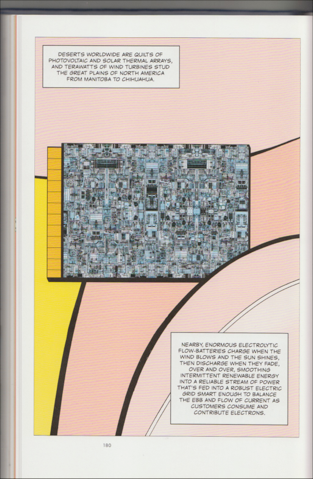 DESERTS WORLDWIDE ARE QUILTS OF
PHOTOVOLTAIC AND SOLAR THERMAL ARRAYS,
AND TERAWATTS OF WIND TURBINES STUD
THE GREAT PLAINS OF NORTH AMERICA
FROM MANITOBA TO CHIHUAHUA.
NEARBY, ENORMOUS ELECTROLYTIC
FLOW-BATTERIES CHARGE WHEN THE
WIND BLOWS AND THE SUN SHINES,
THEN DISCHARGE WHEN THEY FADE,
OVER AND OVER, SMOOTHING
INTERMITTENT RENEWABLE ENERGY
INTO A RELIABLE STREAM OF POWER
THAT'S FED INTO A ROBUST ELECTRIC
GRID SMART ENOUGH TO BALANCE
THE EBB AND FLOW OF CURRENT AS
CUSTOMERS CONSUME AND
CONTRIBUTE ELECTRONS.